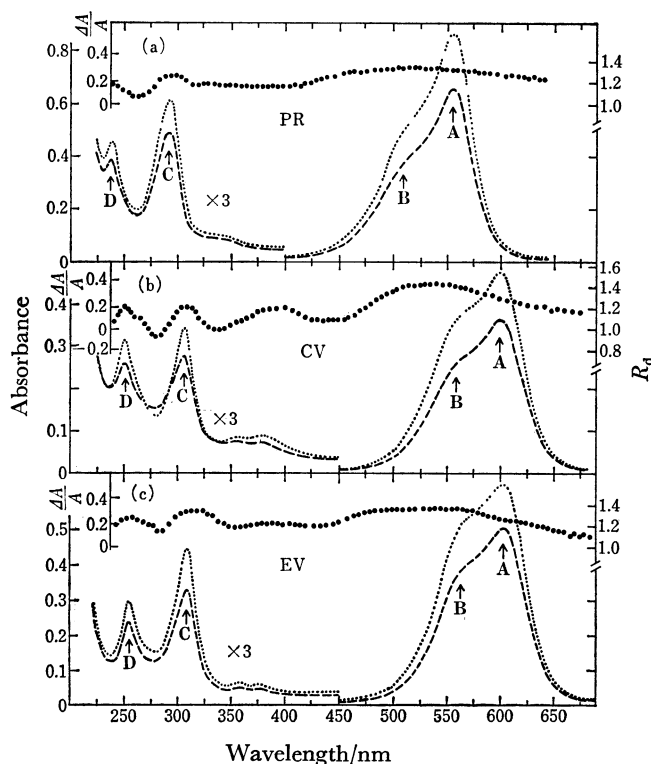 ΔA/A
(a)
0.8
0.6
0.4
0.2
0
0.4
0.2
0
PR
A
B
C
D
×3
1.4
1.2
1.0
ΔA/A
(b)
0.4
0.3
0.1
0
0.4
0.2
0
−0.2
CV
A
B
C
D
×3
1.6
1.4
1.2
1.0
0.8
Absorbance
R_d
ΔA/A
(c)
0.5
0.4
0.3
0.2
0.1
0
0.4
0.2
0
EV
A
B
C
D
×3
1.4
1.2
1.0
250 300 350 400 450 500 550 600 650
Wavelength/nm